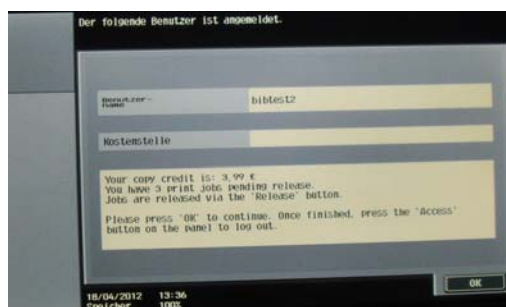 Der folgende Benutzer ist angemeldet.
Benutzer-
name
bibtest2
Kostenstelle
Your copy credit is: 3,99 €
You have 3 print jobs pending release.
Jobs are released via the 'Release' button.
Please press 'OK' to continue. Once finished, press the 'Access'
button on the panel to log out.
OK
18/04/2012 13:36
Speicher 100%